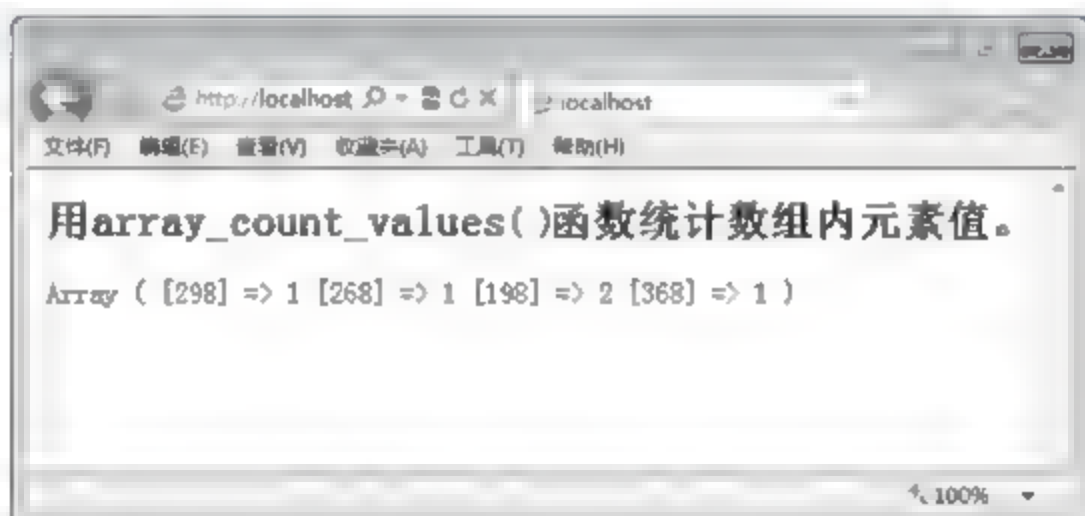 http://localhost
localhost
文件(F) 编辑(E) 查看(V) 收藏夹(A) 工具(T) 帮助(H)
用array_count_values()函数统计数组内元素值。
Array ( [298] => 1 [268] => 1 [198] => 2 [368] => 1 )
100%